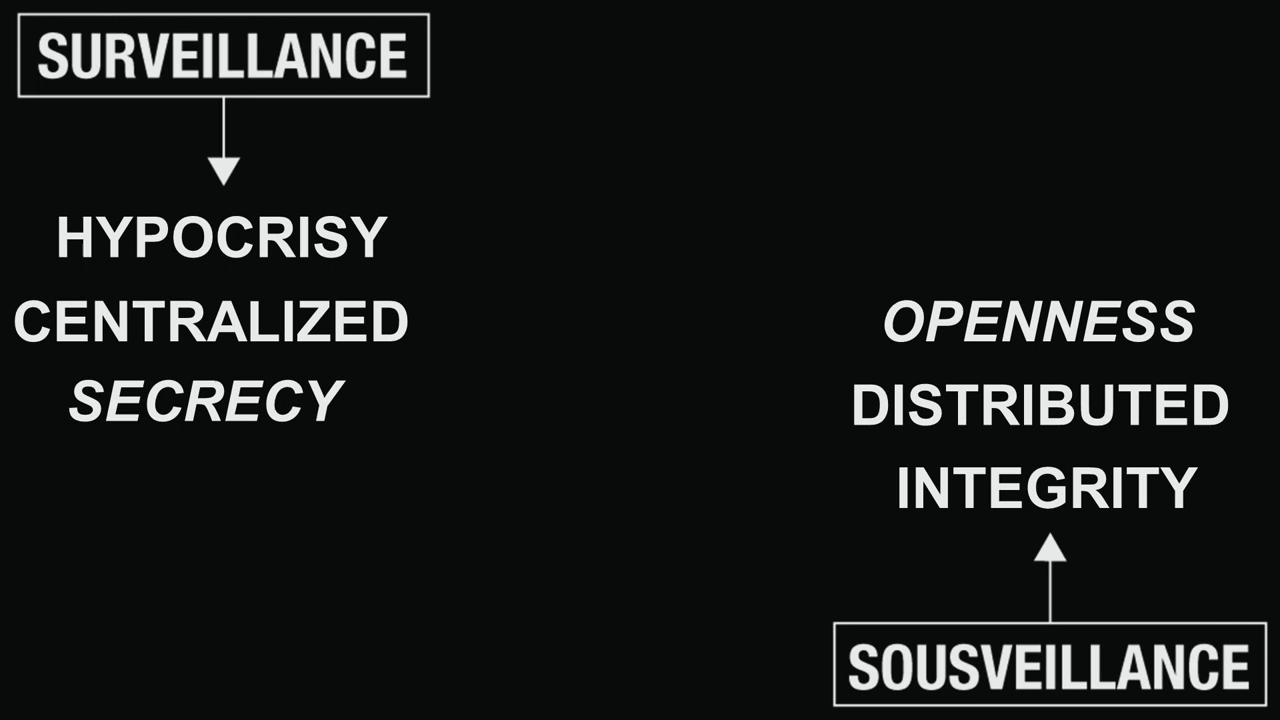 SURVEILLANCE
HYPOCRISY
CENTRALIZED
SECRECY
OPENNESS
DISTRIBUTED
INTEGRITY
SOUSVEILLANCE